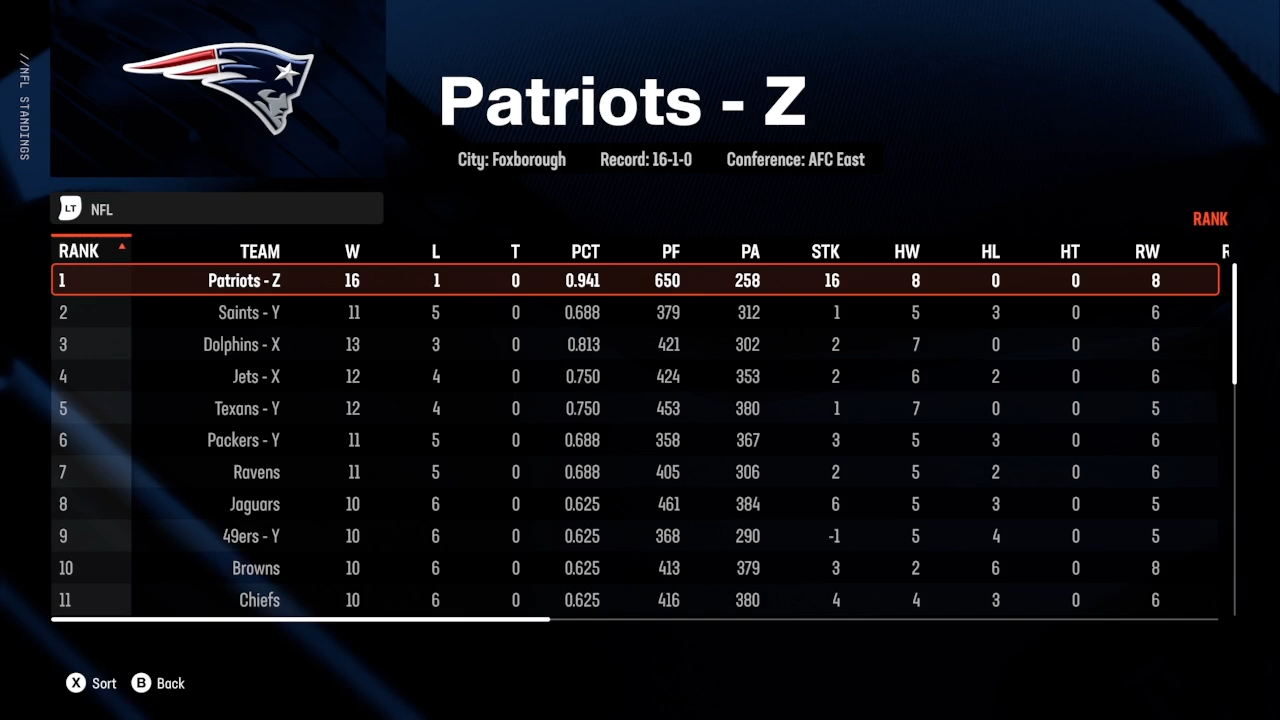 //NFL STANDINGS
Patriots - Z
City: Foxborough Record: 16-1-0 Conference: AFC East
LT NFL
RANK
RANK TEAM W L T PCT PF PA STK HW HL HT RW
1 Patriots - Z 16 1 0 0.941 650 258 16 8 0 0 8
2 Saints - Y 11 5 0 0.688 379 312 1 5 3 0 6
3 Dolphins - X 13 3 0 0.813 421 302 2 7 0 0 6
4 Jets - X 12 4 0 0.750 424 353 2 6 2 0 6
5 Texans - Y 12 4 0 0.750 453 380 1 7 0 0 5
6 Packers - Y 11 5 0 0.688 358 367 3 5 3 0 6
7 Ravens 11 5 0 0.688 405 306 2 5 2 0 6
8 Jaguars 10 6 0 0.625 461 384 6 5 3 0 5
9 49ers - Y 10 6 0 0.625 368 290 -1 5 4 0 5
10 Browns 10 6 0 0.625 413 379 3 2 6 0 8
11 Chiefs 10 6 0 0.625 416 380 4 4 3 0 6
X Sort B Back